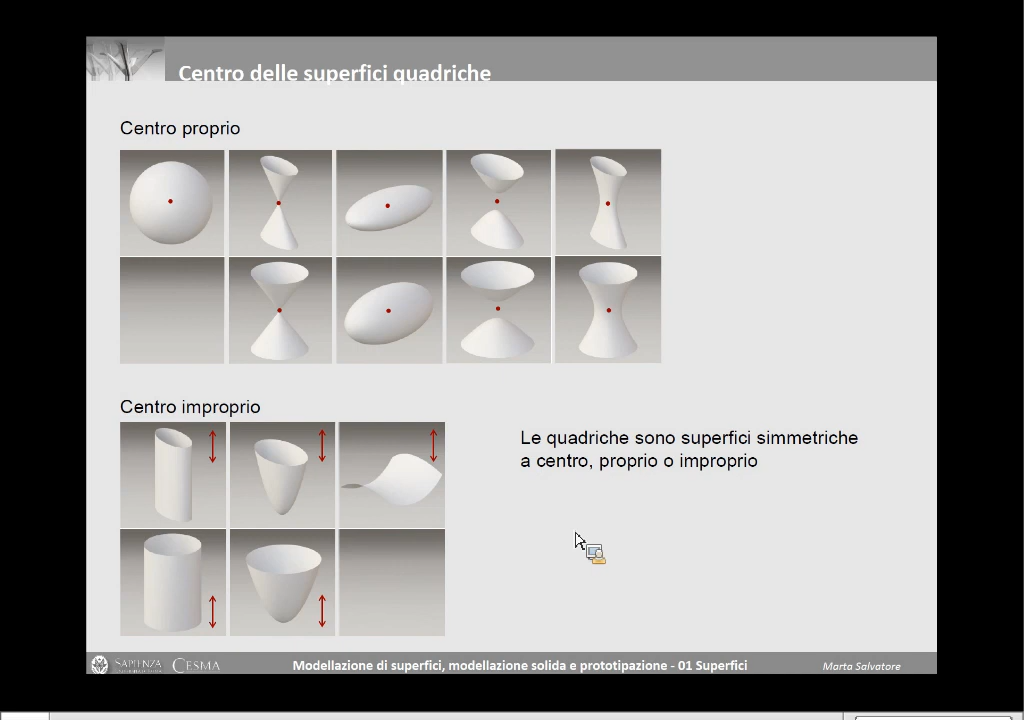 Centro delle superfici quadriche
Centro proprio
Centro improprio
Le quadriche sono superfici simmetriche
a centro, proprio o improprio
SAPIENZA
CESMA
Modellazione di superfici, modellazione solida e prototipazione - 01 Superfici
Marta Salvatore